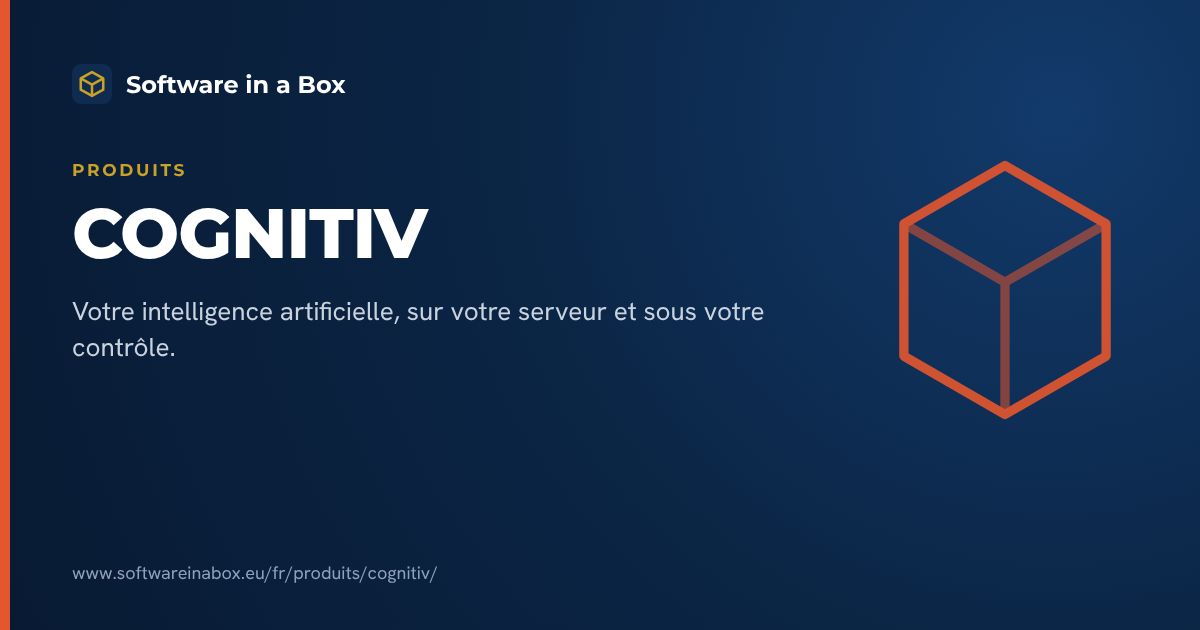 Software in a Box
PRODUITS
COGNITIV
Votre intelligence artificielle, sur votre serveur et sous votre
contrôle.
www.softwareinabox.eu/fr/produits/cognitiv/